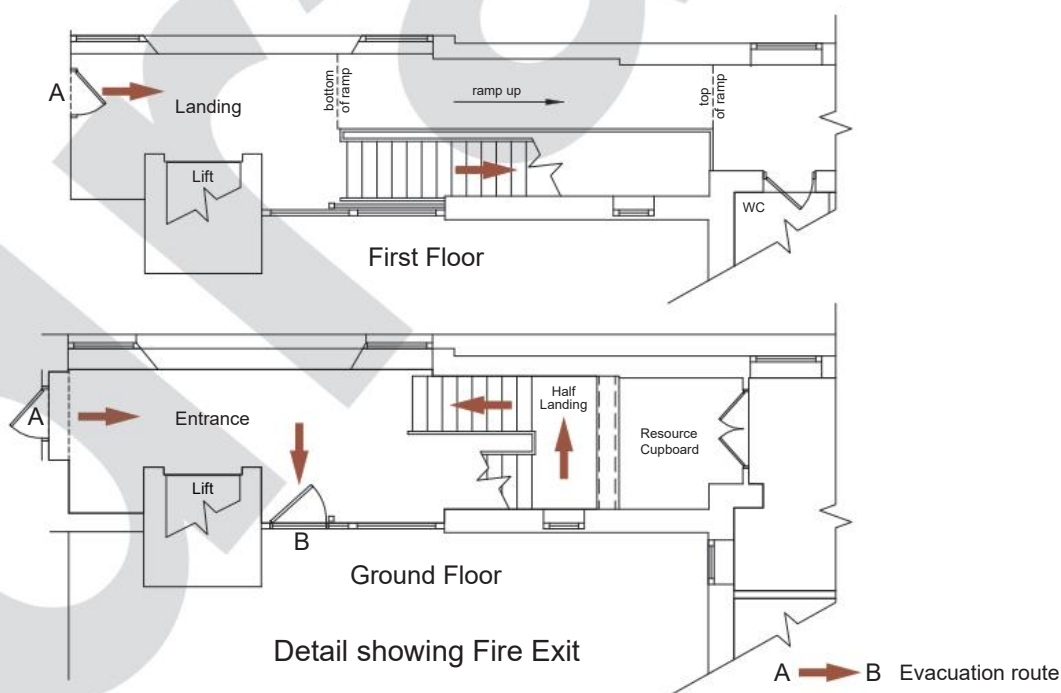 A
Landing
bottom
of ramp
ramp up
top
of ramp
Lift
WC
First Floor
A
Entrance
Half
Landing
Resource
Cupboard
Lift
B
Ground Floor
Detail showing Fire Exit
A B Evacuation route